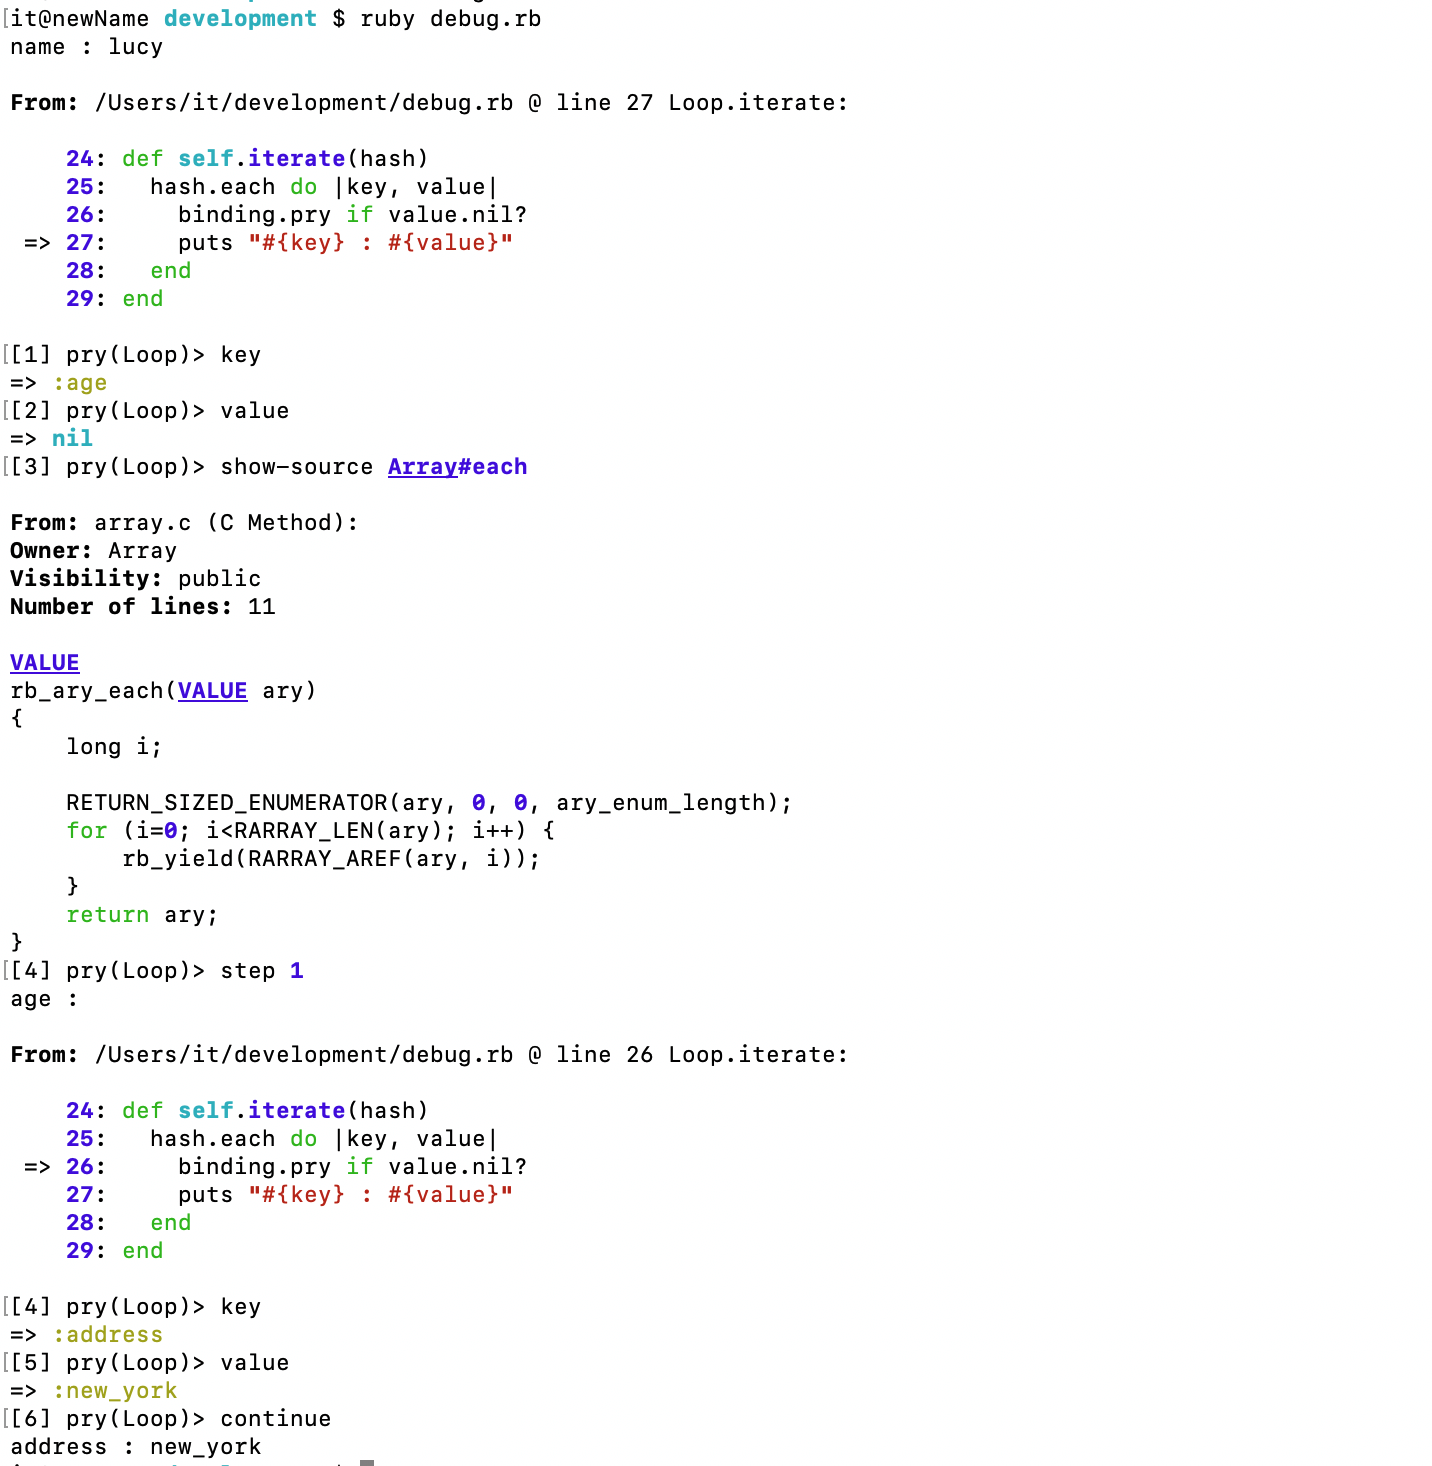 [it@newName development $ ruby debug.rb
name : lucy
From: /Users/it/development/debug.rb @ line 27 Loop.iterate:
    24: def self.iterate(hash)
    25:   hash.each do |key, value|
    26:     binding.pry if value.nil?
 => 27:     puts "#{key} : #{value}"
    28:   end
    29: end
[[1] pry(Loop)> key
=> :age
[[2] pry(Loop)> value
=> nil
[[3] pry(Loop)> show-source Array#each
From: array.c (C Method):
Owner: Array
Visibility: public
Number of lines: 11
VALUE
rb_ary_each(VALUE ary)
{
    long i;
    RETURN_SIZED_ENUMERATOR(ary, 0, 0, ary_enum_length);
    for (i=0; i<RARRAY_LEN(ary); i++) {
        rb_yield(RARRAY_AREF(ary, i));
    }
    return ary;
}
[[4] pry(Loop)> step 1
age :
From: /Users/it/development/debug.rb @ line 26 Loop.iterate:
    24: def self.iterate(hash)
    25:   hash.each do |key, value|
 => 26:     binding.pry if value.nil?
    27:     puts "#{key} : #{value}"
    28:   end
    29: end
[[4] pry(Loop)> key
=> :address
[[5] pry(Loop)> value
=> :new_york
[[6] pry(Loop)> continue
address : new_york